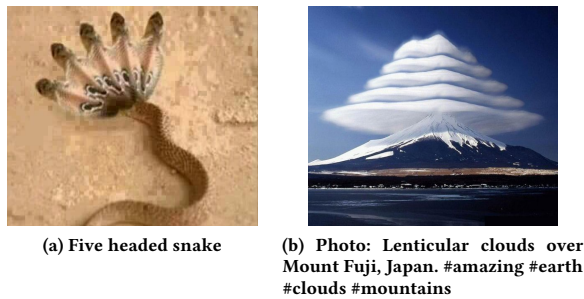 (a) Five headed snake
(b) Photo: Lenticular clouds over
Mount Fuji, Japan. #amazing #earth
#clouds #mountains